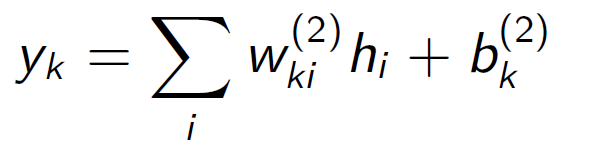 y_k = \sum_i w_{ki}^{(2)} h_i + b_k^{(2)}